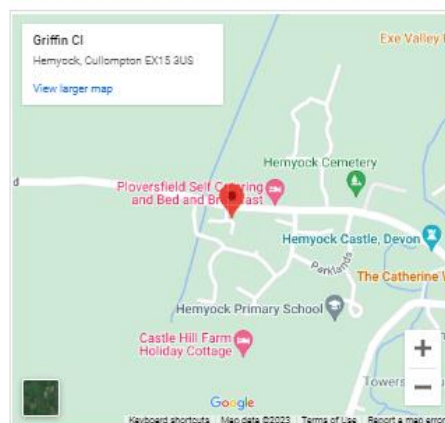 Griffin Cl
Hemyock, Cullompton EX15 3US
View larger map
Exe Valley
Hemyock Cemetery
Ploversfield Self Catering
and Bed and Breakfast
Hemyock Castle, Devon
Parklands
The Catherine W
Hemyock Primary School
Castle Hill Farm
Holiday Cottage
Towers
Google
Keyboard shortcuts Map data ©2023 Terms of Use Report a map error